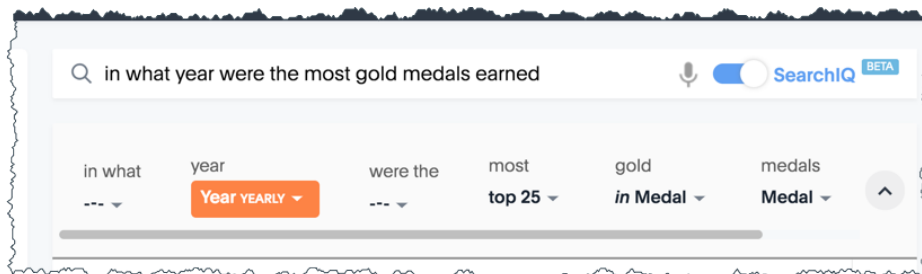 in what year were the most gold medals earned SearchIQ BETA
in what year were the most gold medals
--- Year YEARLY --- top 25 in Medal Medal